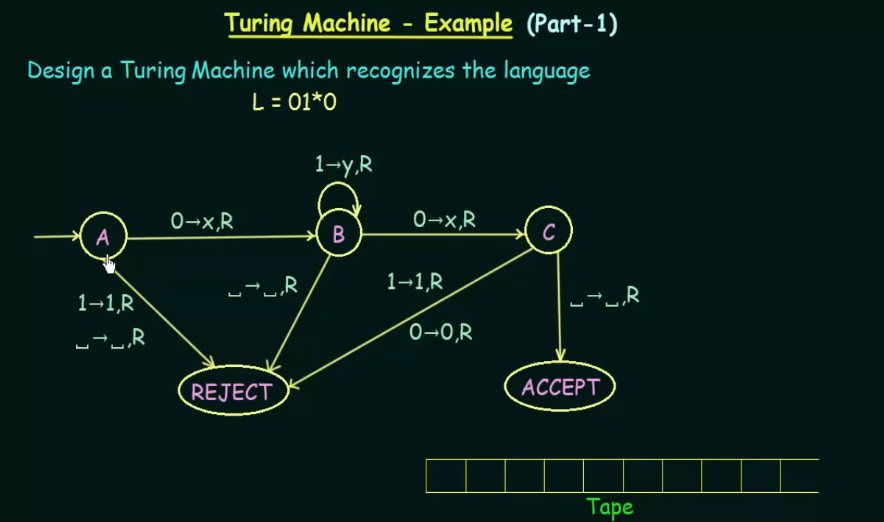 Turing Machine - Example (Part-1)
Design a Turing Machine which recognizes the language
L = 01*0
1→y,R
0→x,R
0→x,R
A
B
C
␣→␣,R
1→1,R
␣→␣,R
1→1,R
␣→␣,R
0→0,R
REJECT
ACCEPT
Tape